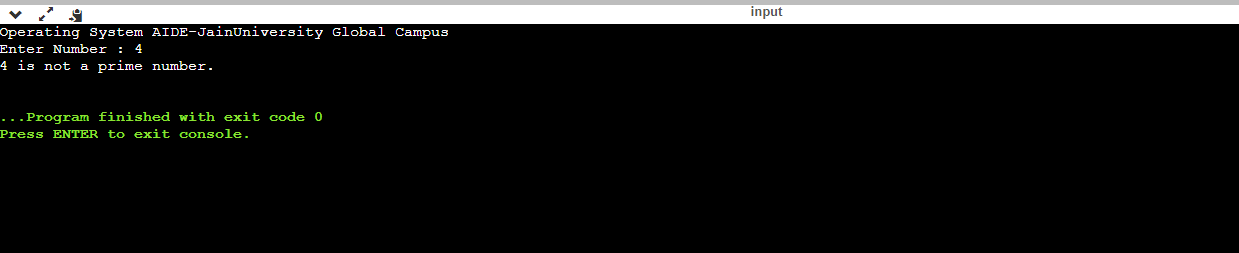 input
Operating System AIDE-JainUniversity Global Campus
Enter Number : 4
4 is not a prime number.
...Program finished with exit code 0
Press ENTER to exit console.